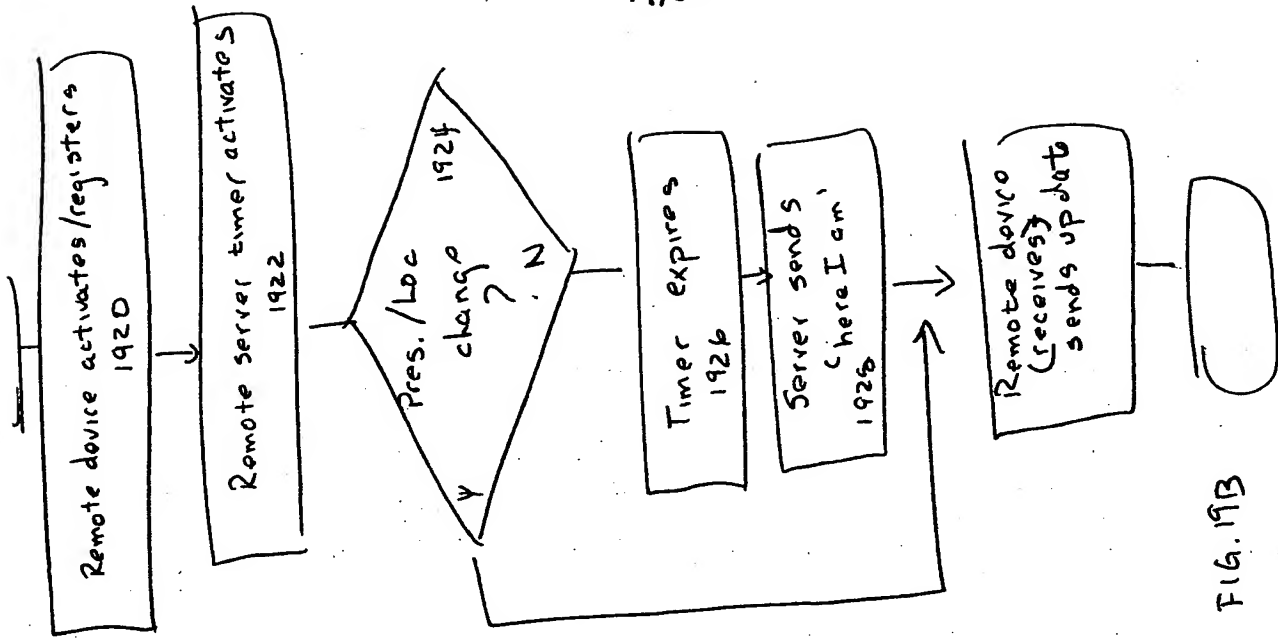 Remote device activates/registers
1920
Remote server timer activates
1922
Pres./Loc
change
?
1924
Y
N
Timer expires
1926
Server sends
'here I am'
1928
Remote device
(receives)
sends update
FIG. 19B